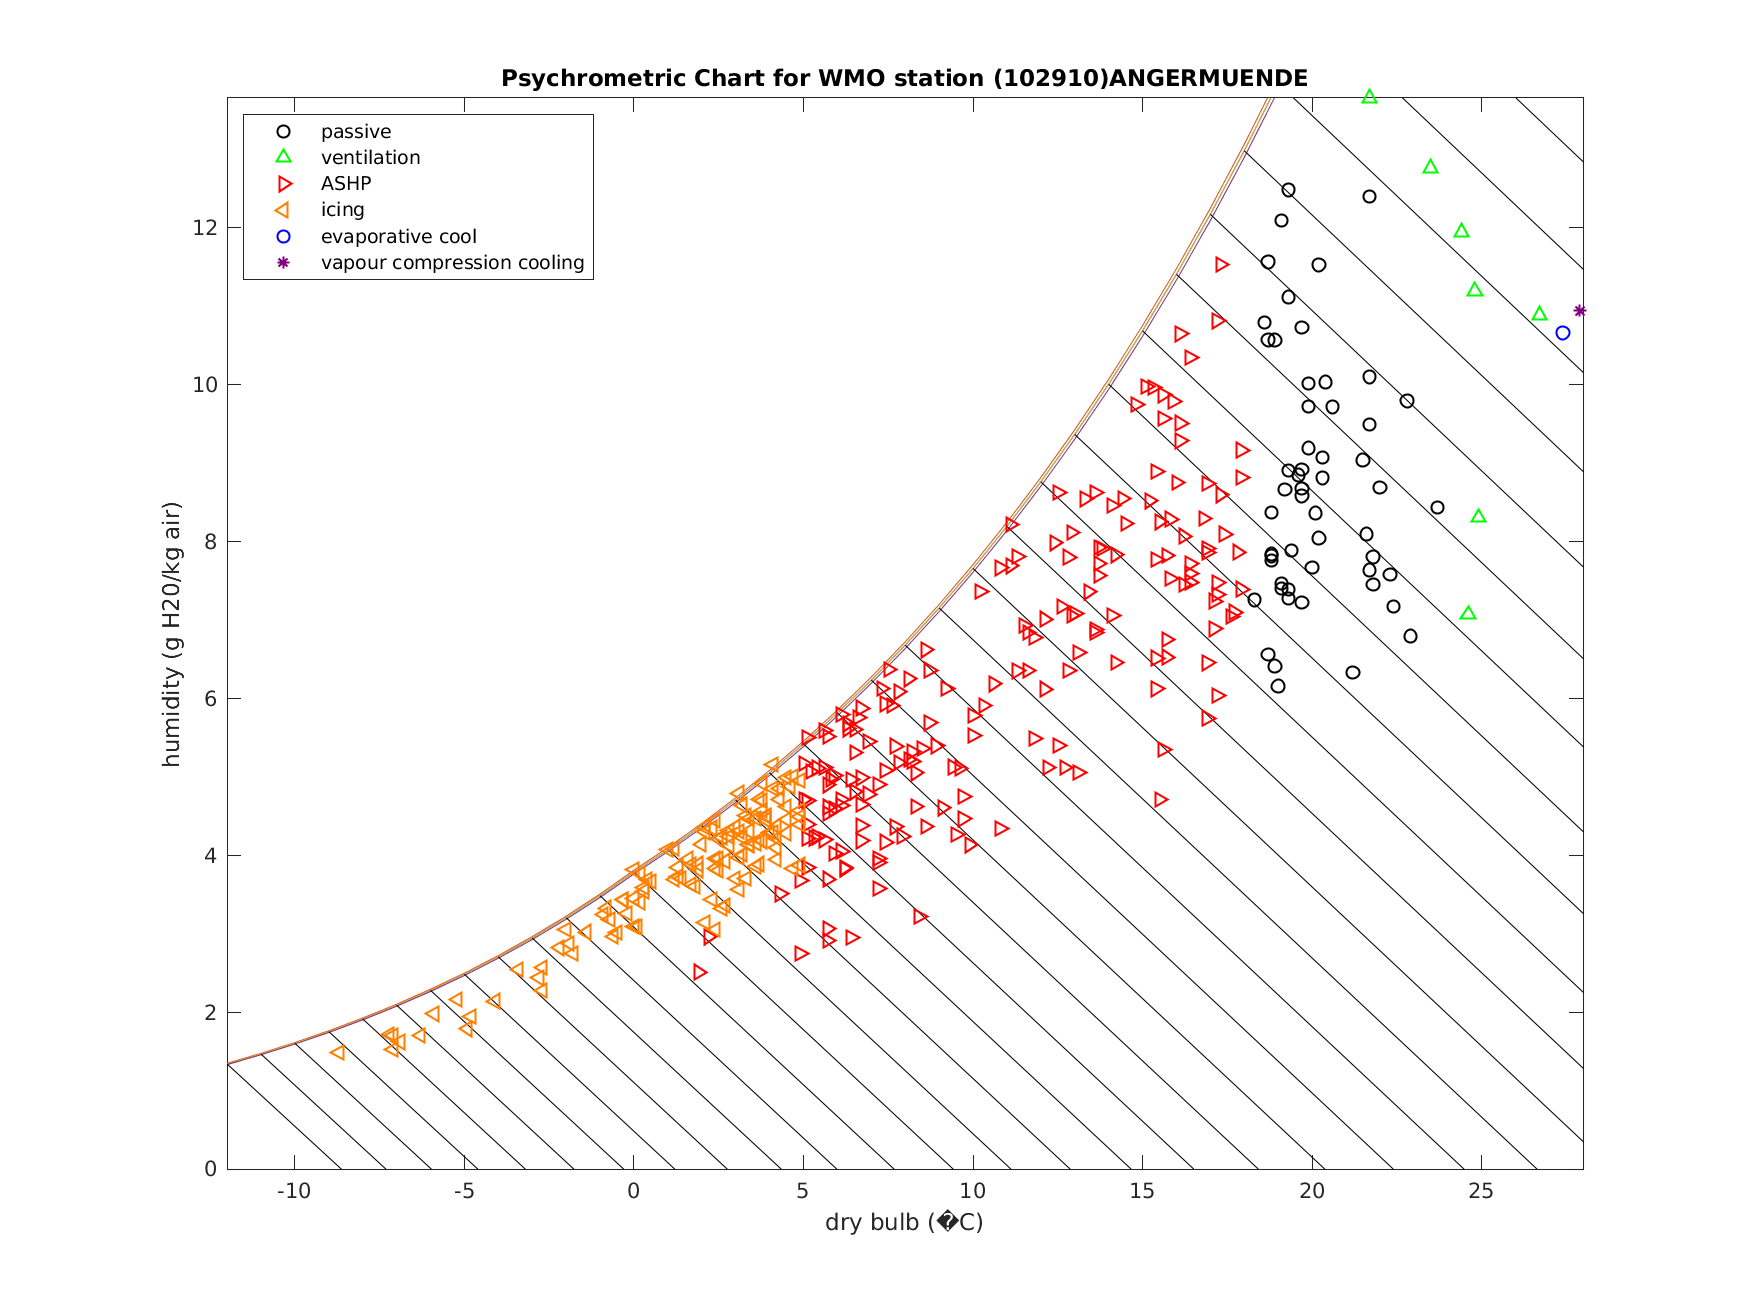 Psychrometric Chart for WMO station (102910)ANGERMUENDE
passive
ventilation
ASHP
icing
evaporative cool
vapour compression cooling
humidity (g H20/kg air)
12
10
8
6
4
2
0
-10 -5 0 5 10 15 20 25
dry bulb (�C)